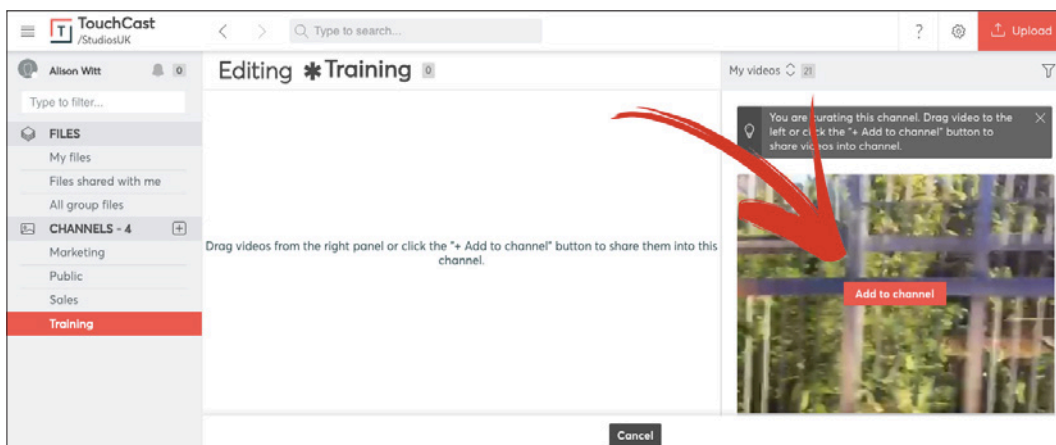 TouchCast
/StudiosUK
Type to search...
?
Upload
Alison Witt
0
Type to filter...
FILES
My files
Files shared with me
All group files
CHANNELS - 4
Marketing
Public
Sales
Training
Editing ✱Training 0
Drag videos from the right panel or click the "+ Add to channel" button to share them into this
channel.
My videos 21
You are curating this channel. Drag video to the
left or click the "+ Add to channel" button to
share videos into channel.
Add to channel
Cancel